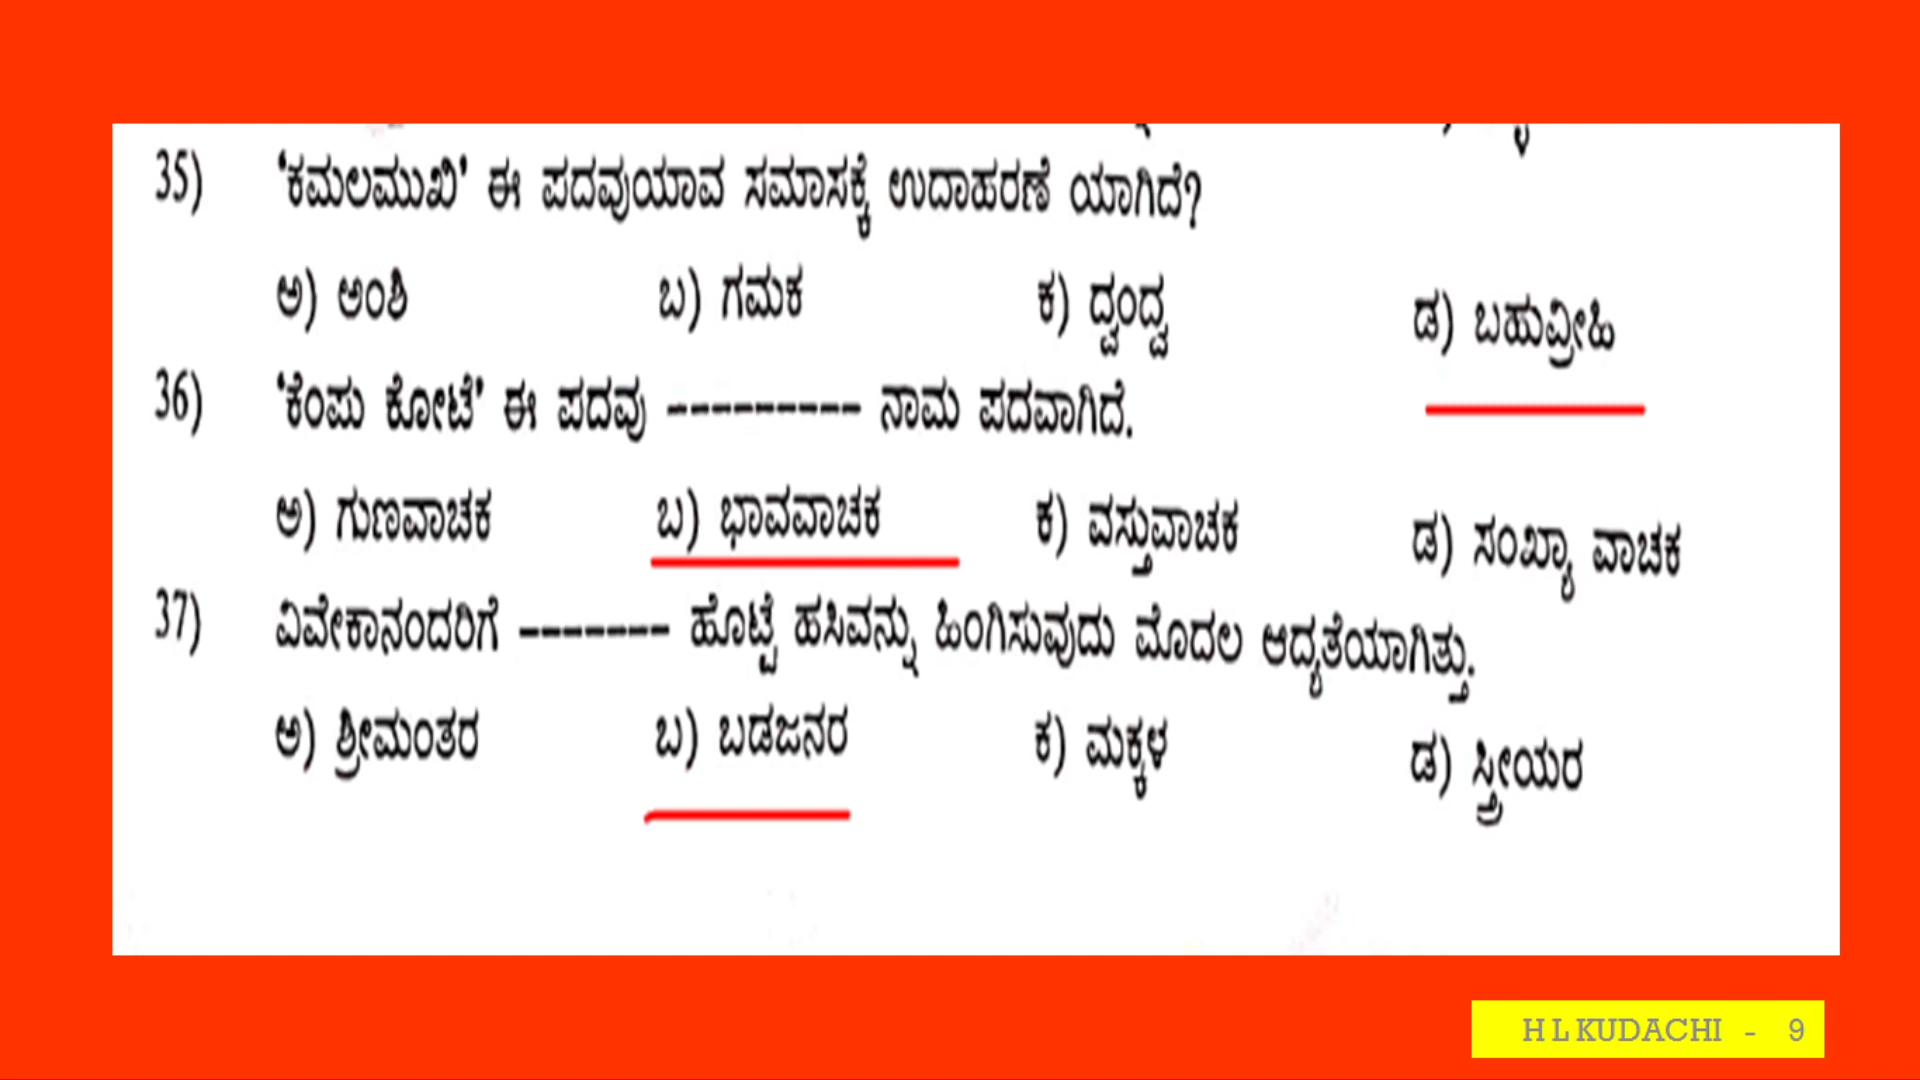 35) ‘ಕಮಲಮುಖಿ’ ಈ ಪದವುಯಾವ ಸಮಾಸಕ್ಕೆ ಉದಾಹರಣೆ ಯಾಗಿದೆ?
ಅ) ಅಂಶಿ ಬ) ಗಮಕ ಕ) ದ್ವಂದ್ವ ಡ) ಬಹುವ್ರೀಹಿ
36) ‘ಕೆಂಪು ಕೋಟೆ’ ಈ ಪದವು ---------- ನಾಮ ಪದವಾಗಿದೆ.
ಅ) ಗುಣವಾಚಕ ಬ) ಭಾವವಾಚಕ ಕ) ವಸ್ತುವಾಚಕ ಡ) ಸಂಖ್ಯಾ ವಾಚಕ
37) ವಿವೇಕಾನಂದರಿಗೆ ------- ಹೊಟ್ಟೆ ಹಸಿವನ್ನು ಹಿಂಗಿಸುವುದು ಮೊದಲ ಆದ್ಯತೆಯಾಗಿತ್ತು.
ಅ) ಶ್ರೀಮಂತರ ಬ) ಬಡಜನರ ಕ) ಮಕ್ಕಳ ಡ) ಸ್ತ್ರೀಯರ
H L KUDACHI - 9